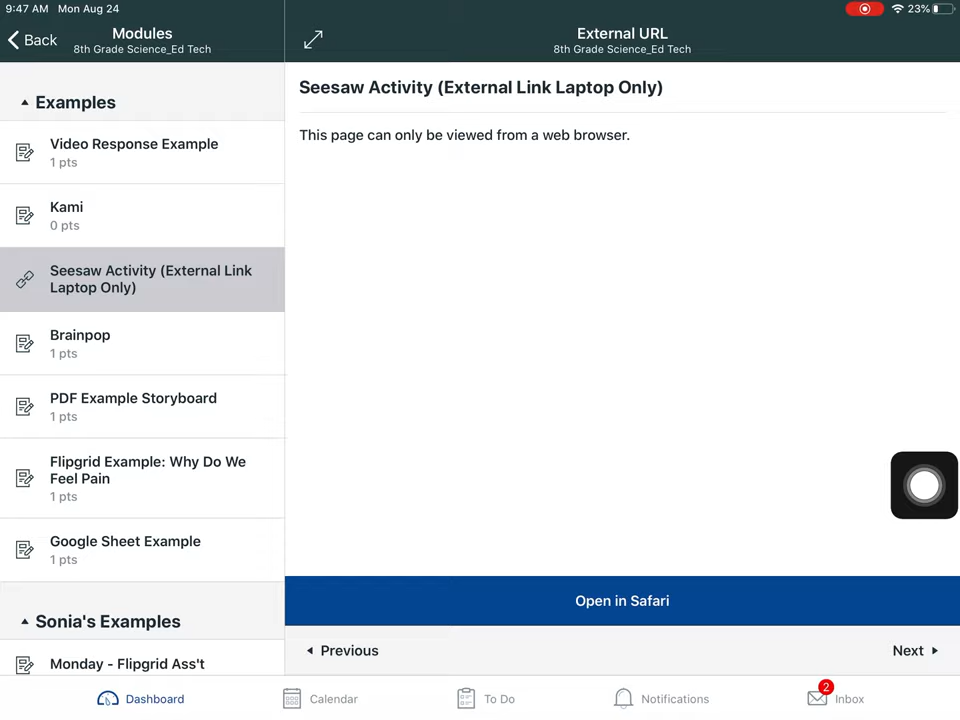 9:47 AM Mon Aug 24
23%
Back
Modules
8th Grade Science_Ed Tech
External URL
8th Grade Science_Ed Tech
Examples
Video Response Example
1 pts
Kami
0 pts
Seesaw Activity (External Link
Laptop Only)
Brainpop
1 pts
PDF Example Storyboard
1 pts
Flipgrid Example: Why Do We
Feel Pain
1 pts
Google Sheet Example
1 pts
Sonia's Examples
Monday - Flipgrid Ass't
Seesaw Activity (External Link Laptop Only)
This page can only be viewed from a web browser.
Open in Safari
Previous
Next
Dashboard
Calendar
To Do
Notifications
2
Inbox